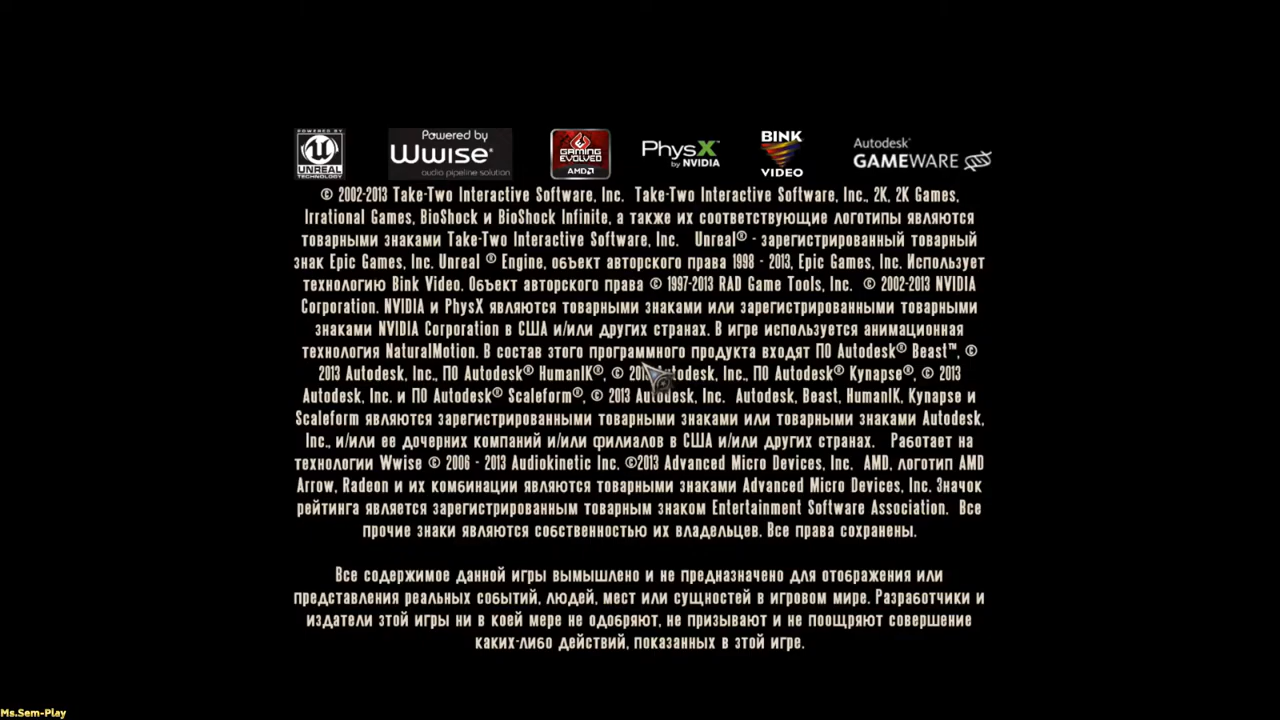 POWERED BY
UNREAL
TECHNOLOGY
Powered by
Wwise®
audio pipeline solution
GAMING
EVOLVED
AMD
PhysX
by NVIDIA
BINK
VIDEO
Autodesk®
GAMEWARE
© 2002-2013 Take-Two Interactive Software, Inc. Take-Two Interactive Software, Inc., 2K, 2K Games,
Irrational Games, BioShock и BioShock Infinite, а также их соответствующие логотипы являются
товарными знаками Take-Two Interactive Software, Inc. Unreal® - зарегистрированный товарный
знак Epic Games, Inc. Unreal ® Engine, объект авторского права 1998 - 2013, Epic Games, Inc. Использует
технологию Bink Video. Объект авторского права © 1997-2013 RAD Game Tools, Inc. © 2002-2013 NVIDIA
Corporation. NVIDIA и PhysX являются товарными знаками или зарегистрированными товарными
знаками NVIDIA Corporation в США и/или других странах. В игре используется анимационная
технология NaturalMotion. В состав этого программного продукта входят ПО Autodesk® Beast™, ©
2013 Autodesk, Inc., ПО Autodesk® HumanIK®, © 2013 Autodesk, Inc., ПО Autodesk® Kynapse®, © 2013
Autodesk, Inc. и ПО Autodesk® Scaleform®, © 2013 Autodesk, Inc. Autodesk, Beast, HumanIK, Kynapse и
Scaleform являются зарегистрированными товарными знаками или товарными знаками Autodesk,
Inc., и/или ее дочерних компаний и/или филиалов в США и/или других странах. Работает на
технологии Wwise © 2006 - 2013 Audiokinetic Inc. ©2013 Advanced Micro Devices, Inc. AMD, логотип AMD
Arrow, Radeon и их комбинации являются товарными знаками Advanced Micro Devices, Inc. Значок
рейтинга является зарегистрированным товарным знаком Entertainment Software Association. Все
прочие знаки являются собственностью их владельцев. Все права сохранены.
Все содержимое данной игры вымышлено и не предназначено для отображения или
представления реальных событий, людей, мест или сущностей в игровом мире. Разработчики и
издатели этой игры ни в коей мере не одобряют, не призывают и не поощряют совершение
каких-либо действий, показанных в этой игре.
Ms.Sem-Play